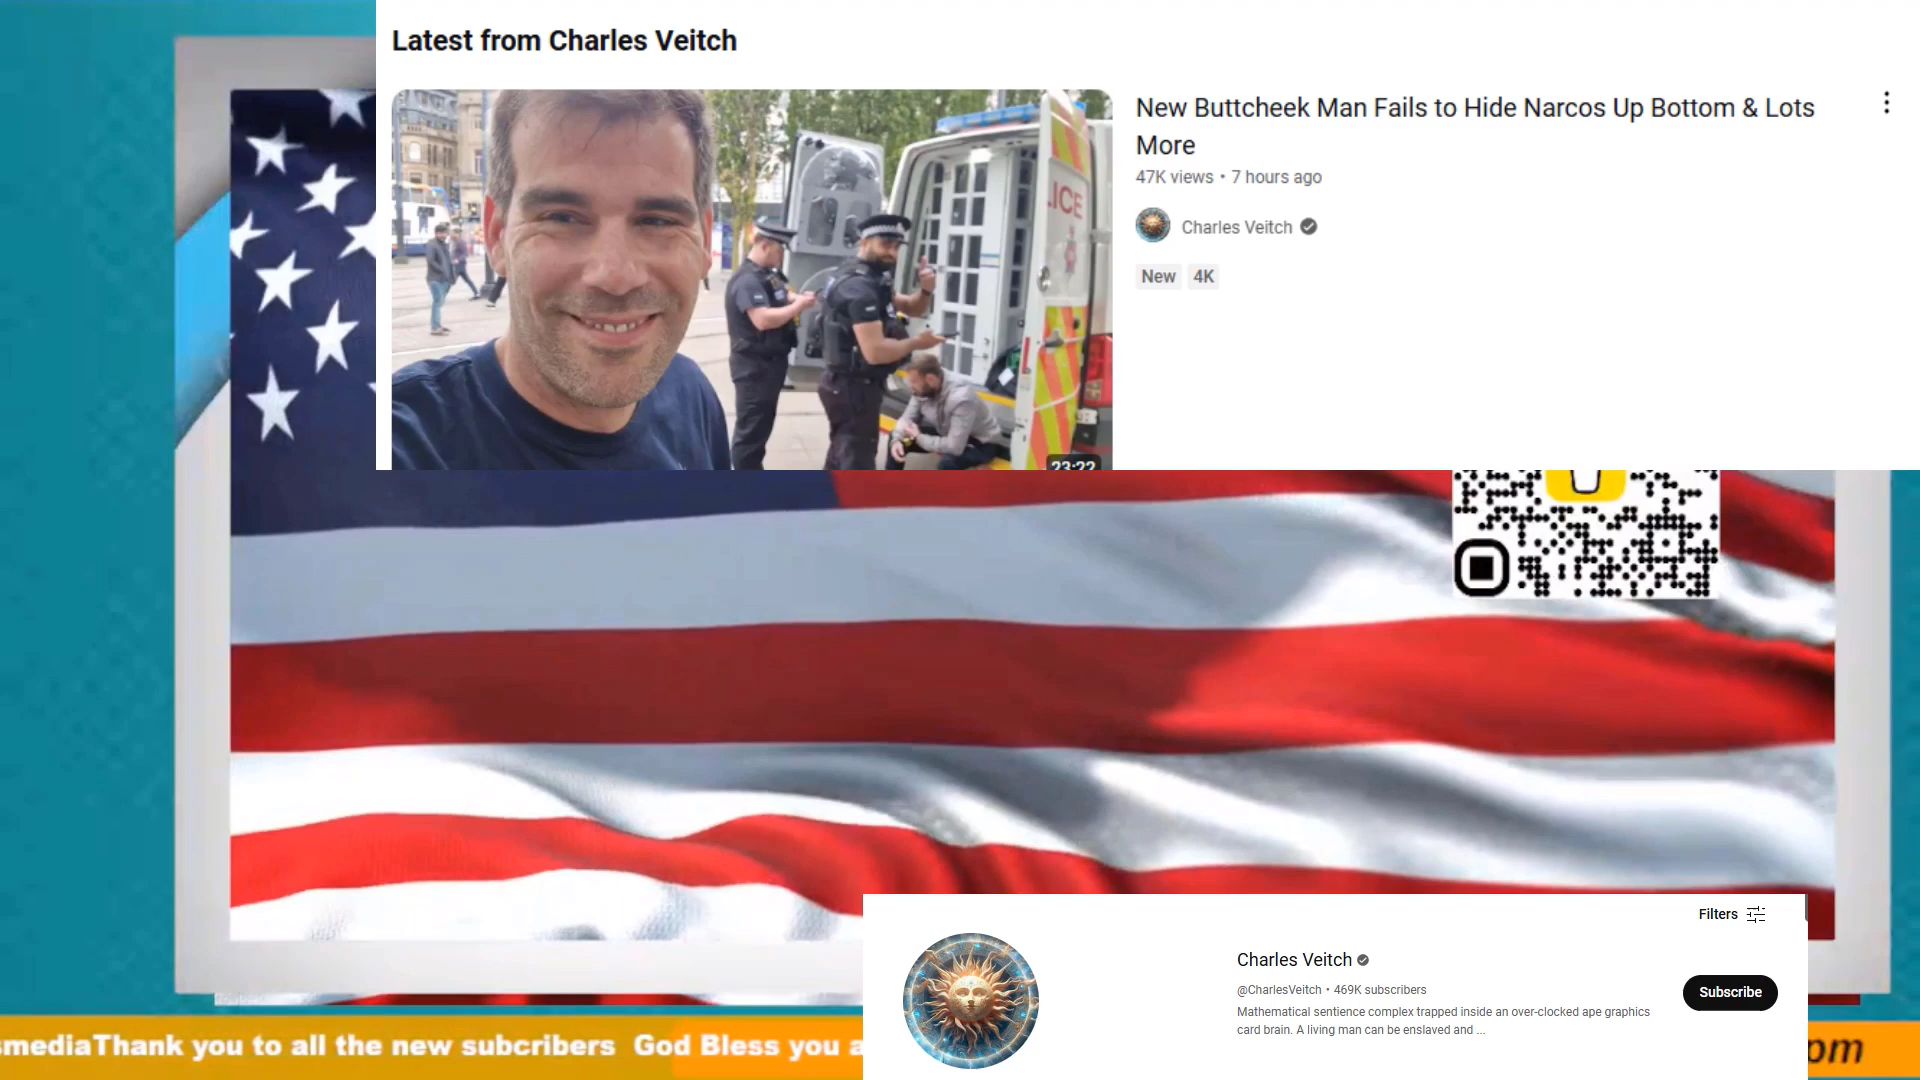 Latest from Charles Veitch
New Buttcheek Man Fails to Hide Narcos Up Bottom & Lots
More
47K views • 7 hours ago
Charles Veitch
New 4K
LICE
23:22
Filters
Charles Veitch
@CharlesVeitch • 469K subscribers
Mathematical sentience complex trapped inside an over-clocked ape graphics
card brain. A living man can be enslaved and ...
Subscribe
smediaThank you to all the new subcribers God Bless you a
pm